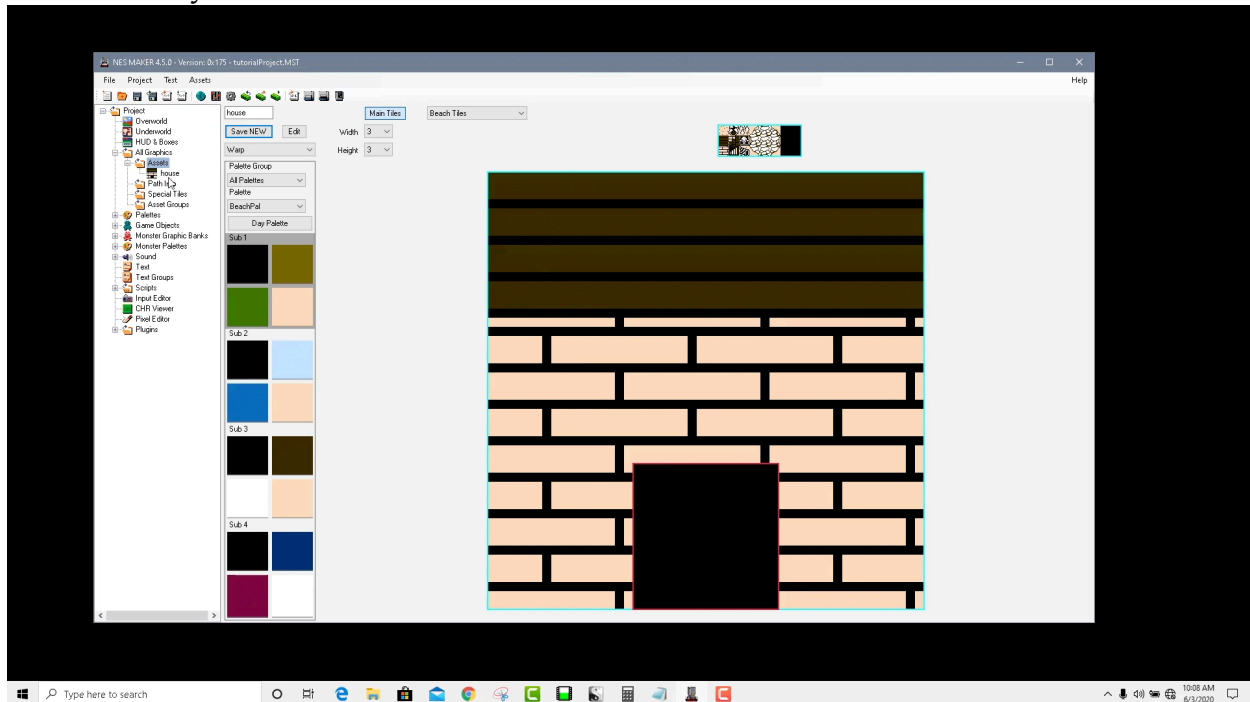 NES MAKER 4.5.0 - Version: 0x175 - tutorialProject.MST
File Project Test Assets Help
Project
Overworld
Underworld
HUD & Boxes
All Graphics
Assets
house
Path
Special Tiles
Asset Groups
Palettes
Game Objects
Monster Graphic Banks
Monster Palettes
Sound
Text
Text Groups
Scripts
Input Editor
CHR Viewer
Pixel Editor
Plugins
house
Save NEW Edit
Warp
Palette Group
All Palettes
Palette
BeachPal
Day Palette
Sub 1
Sub 2
Sub 3
Sub 4
Main Tiles Beach Tiles
Width 3
Height 3
Type here to search
10:08 AM
6/3/2020